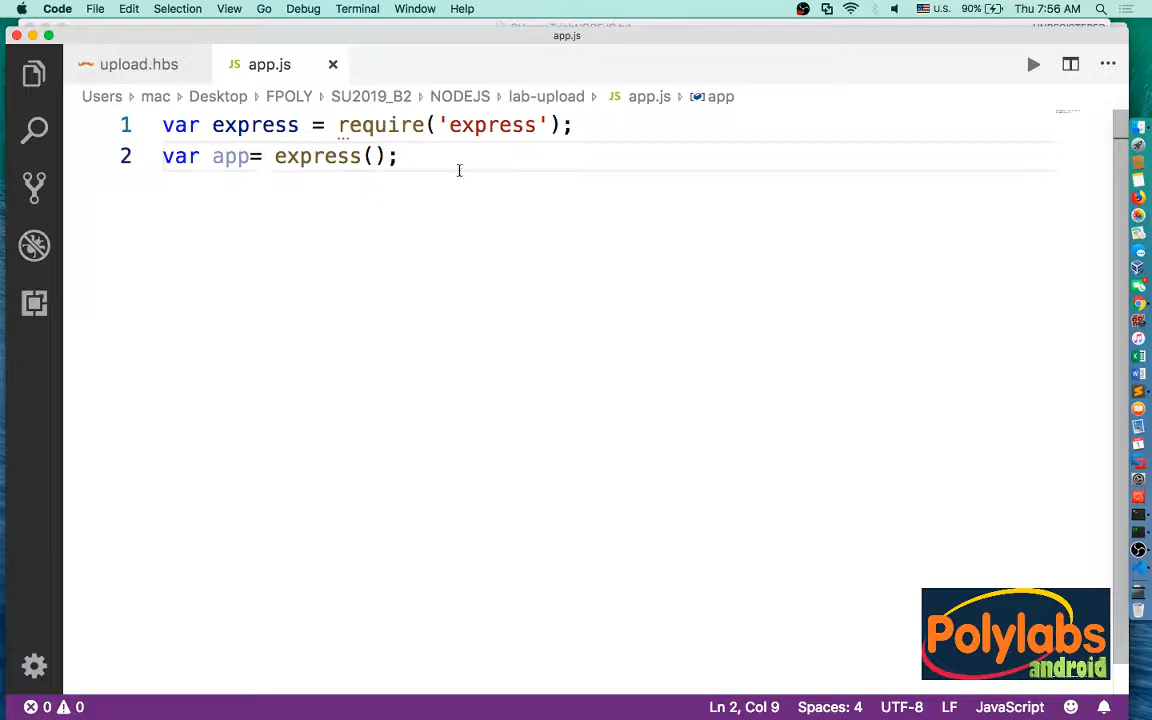 Code File Edit Selection View Go Debug Terminal Window Help U.S. 90% Thu 7:56 AM
app.js
upload.hbs JS app.js
Users › mac › Desktop › FPOLY › SU2019_B2 › NODEJS › lab-upload › JS app.js › app
1 var express = require('express');
2 var app= express();
Polylabs
android
0 0 Ln 2, Col 9 Spaces: 4 UTF-8 LF JavaScript